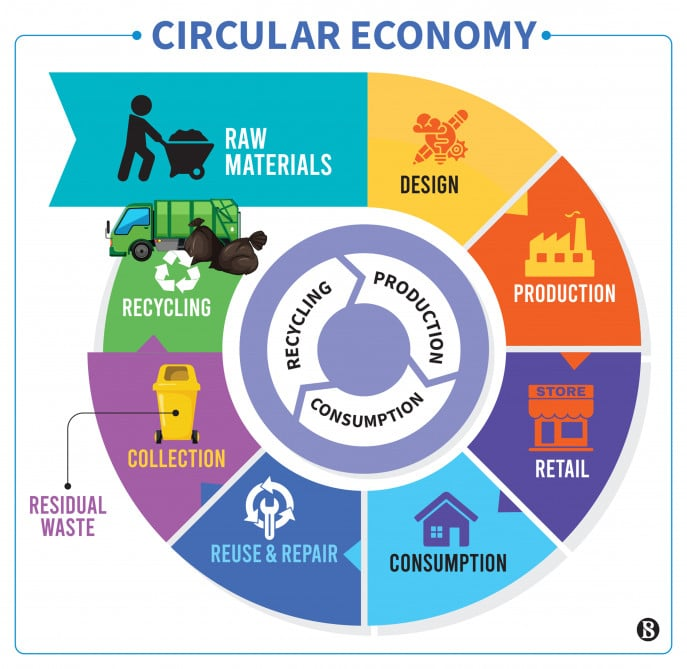 CIRCULAR ECONOMY
RAW
MATERIALS
DESIGN
PRODUCTION
STORE
RETAIL
CONSUMPTION
REUSE & REPAIR
COLLECTION
RESIDUAL
WASTE
RECYCLING
PRODUCTION
CONSUMPTION
RECYCLING